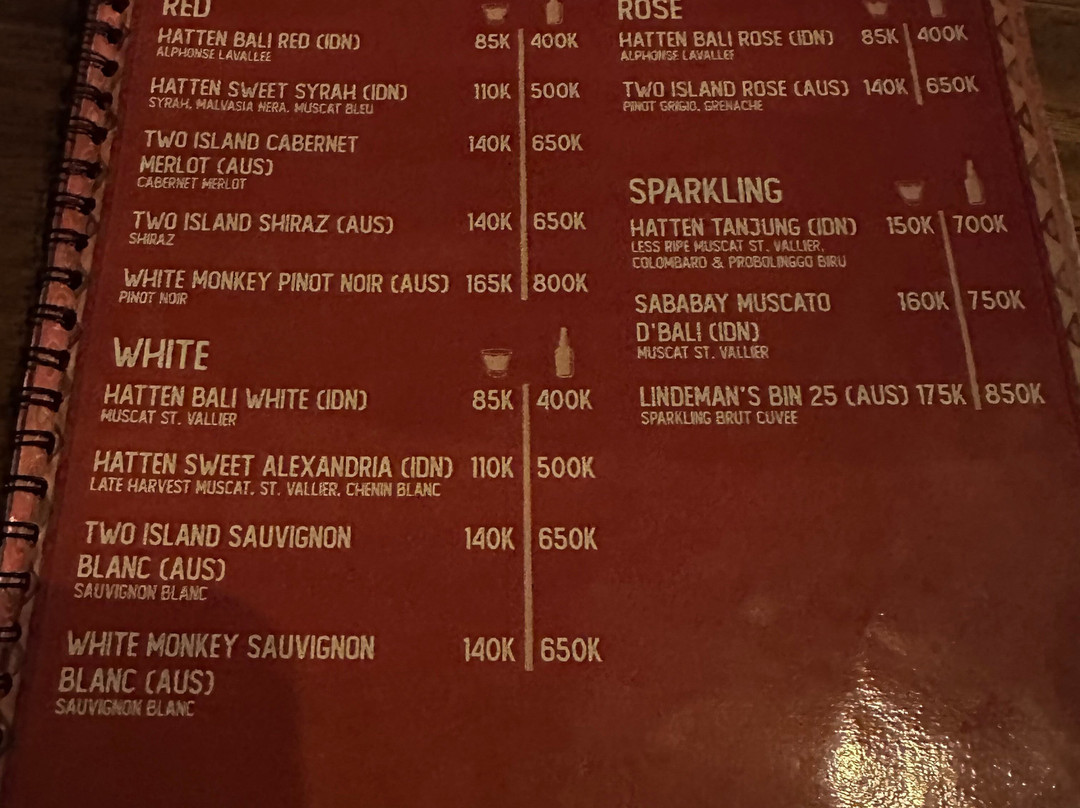 RED
HATTEN BALI RED (IDN) 85K 400K
ALPHONSE LAVALLEE
HATTEN SWEET SYRAH (IDN) 110K 500K
SYRAH, MALVASIA NERA, MUSCAT BLEU
TWO ISLAND CABERNET 140K 650K
MERLOT (AUS)
CABERNET MERLOT
TWO ISLAND SHIRAZ (AUS) 140K 650K
SHIRAZ
WHITE MONKEY PINOT NOIR (AUS) 165K 800K
PINOT NOIR
WHITE
HATTEN BALI WHITE (IDN) 85K 400K
MUSCAT ST. VALLIER
HATTEN SWEET ALEXANDRIA (IDN) 110K 500K
LATE HARVEST MUSCAT, ST. VALLIER, CHENIN BLANC
TWO ISLAND SAUVIGNON 140K 650K
BLANC (AUS)
SAUVIGNON BLANC
WHITE MONKEY SAUVIGNON 140K 650K
BLANC (AUS)
SAUVIGNON BLANC
ROSE
HATTEN BALI ROSE (IDN) 85K 400K
ALPHONSE LAVALLEE
TWO ISLAND ROSE (AUS) 140K 650K
PINOT GRIGIO, GRENACHE
SPARKLING
HATTEN TANJUNG (IDN) 150K 700K
LESS RIPE MUSCAT ST. VALLIER,
COLOMBARD & PROBOLINGGO BIRU
SABABAY MUSCATO 160K 750K
D'BALI (IDN)
MUSCAT ST. VALLIER
LINDEMAN'S BIN 25 (AUS) 175K 850K
SPARKLING BRUT CUVEE